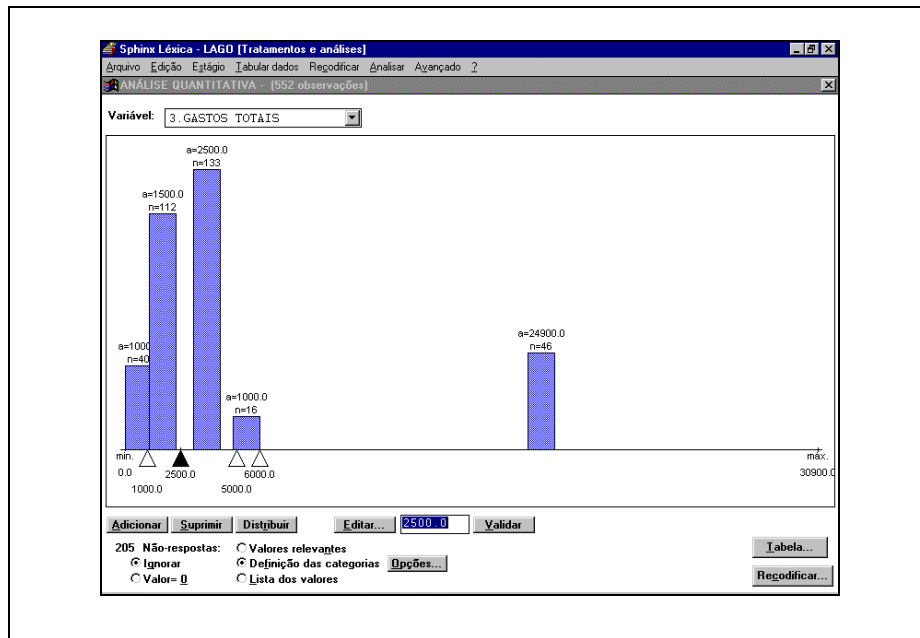 Sphinx Léxica - LAGO [Tratamentos e análises]
Arquivo Edição Estágio Tabular dados Recodificar Analisar Avançado ?
ANÁLISE QUANTITATIVA - (552 observações)
Variável: 3.GASTOS TOTAIS
a=2500.0
n=133
a=1500.0
n=112
a=24900.0
n=46
a=1000
n=40
a=1000.0
n=16
mín. máx.
0.0 2500.0 6000.0 30900.0
1000.0 5000.0
Adicionar Suprimir Distribuir Editar... 2500.0 Validar
205 Não-respostas: Valores relevantes Tabela...
Ignorar Definição das categorias Opções...
Valor= 0 Lista dos valores Recodificar...